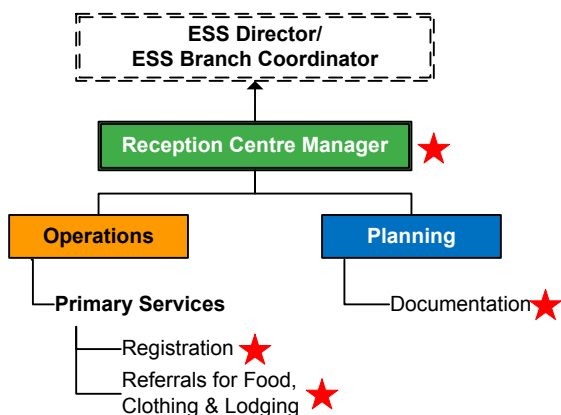 ESS Director/
ESS Branch Coordinator
Reception Centre Manager
Operations
Planning
Primary Services
Documentation
Registration
Referrals for Food,
Clothing & Lodging